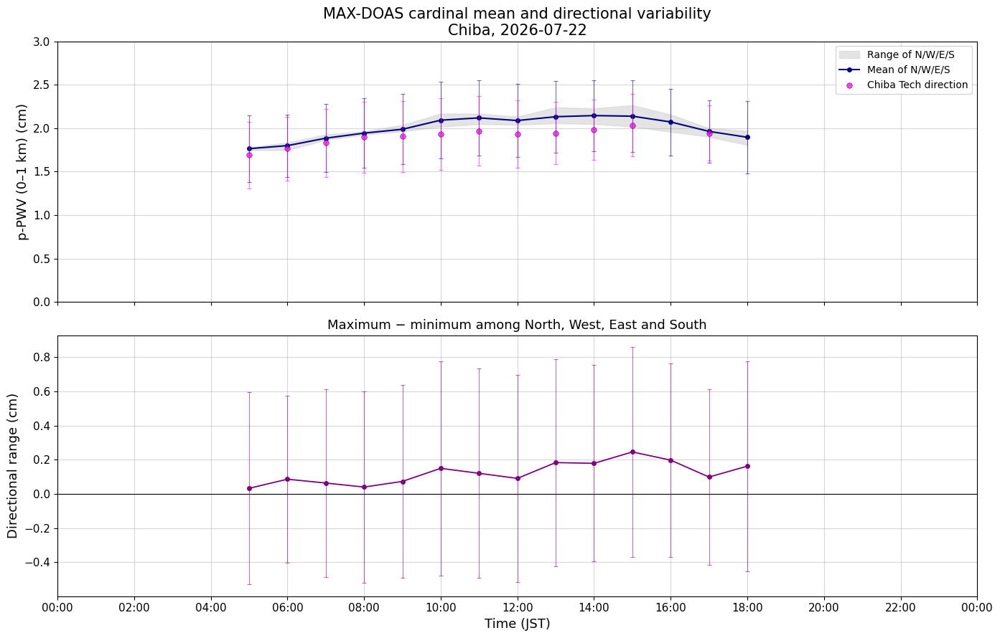 MAX-DOAS cardinal mean and directional variability
Chiba, 2026-07-22
p-PWV (0–1 km) (cm)
3.0
2.5
2.0
1.5
1.0
0.5
0.0
Range of N/W/E/S
Mean of N/W/E/S
Chiba Tech direction
Maximum − minimum among North, West, East and South
Directional range (cm)
0.8
0.6
0.4
0.2
0.0
−0.2
−0.4
00:00 02:00 04:00 06:00 08:00 10:00 12:00 14:00 16:00 18:00 20:00 22:00 00:00
Time (JST)